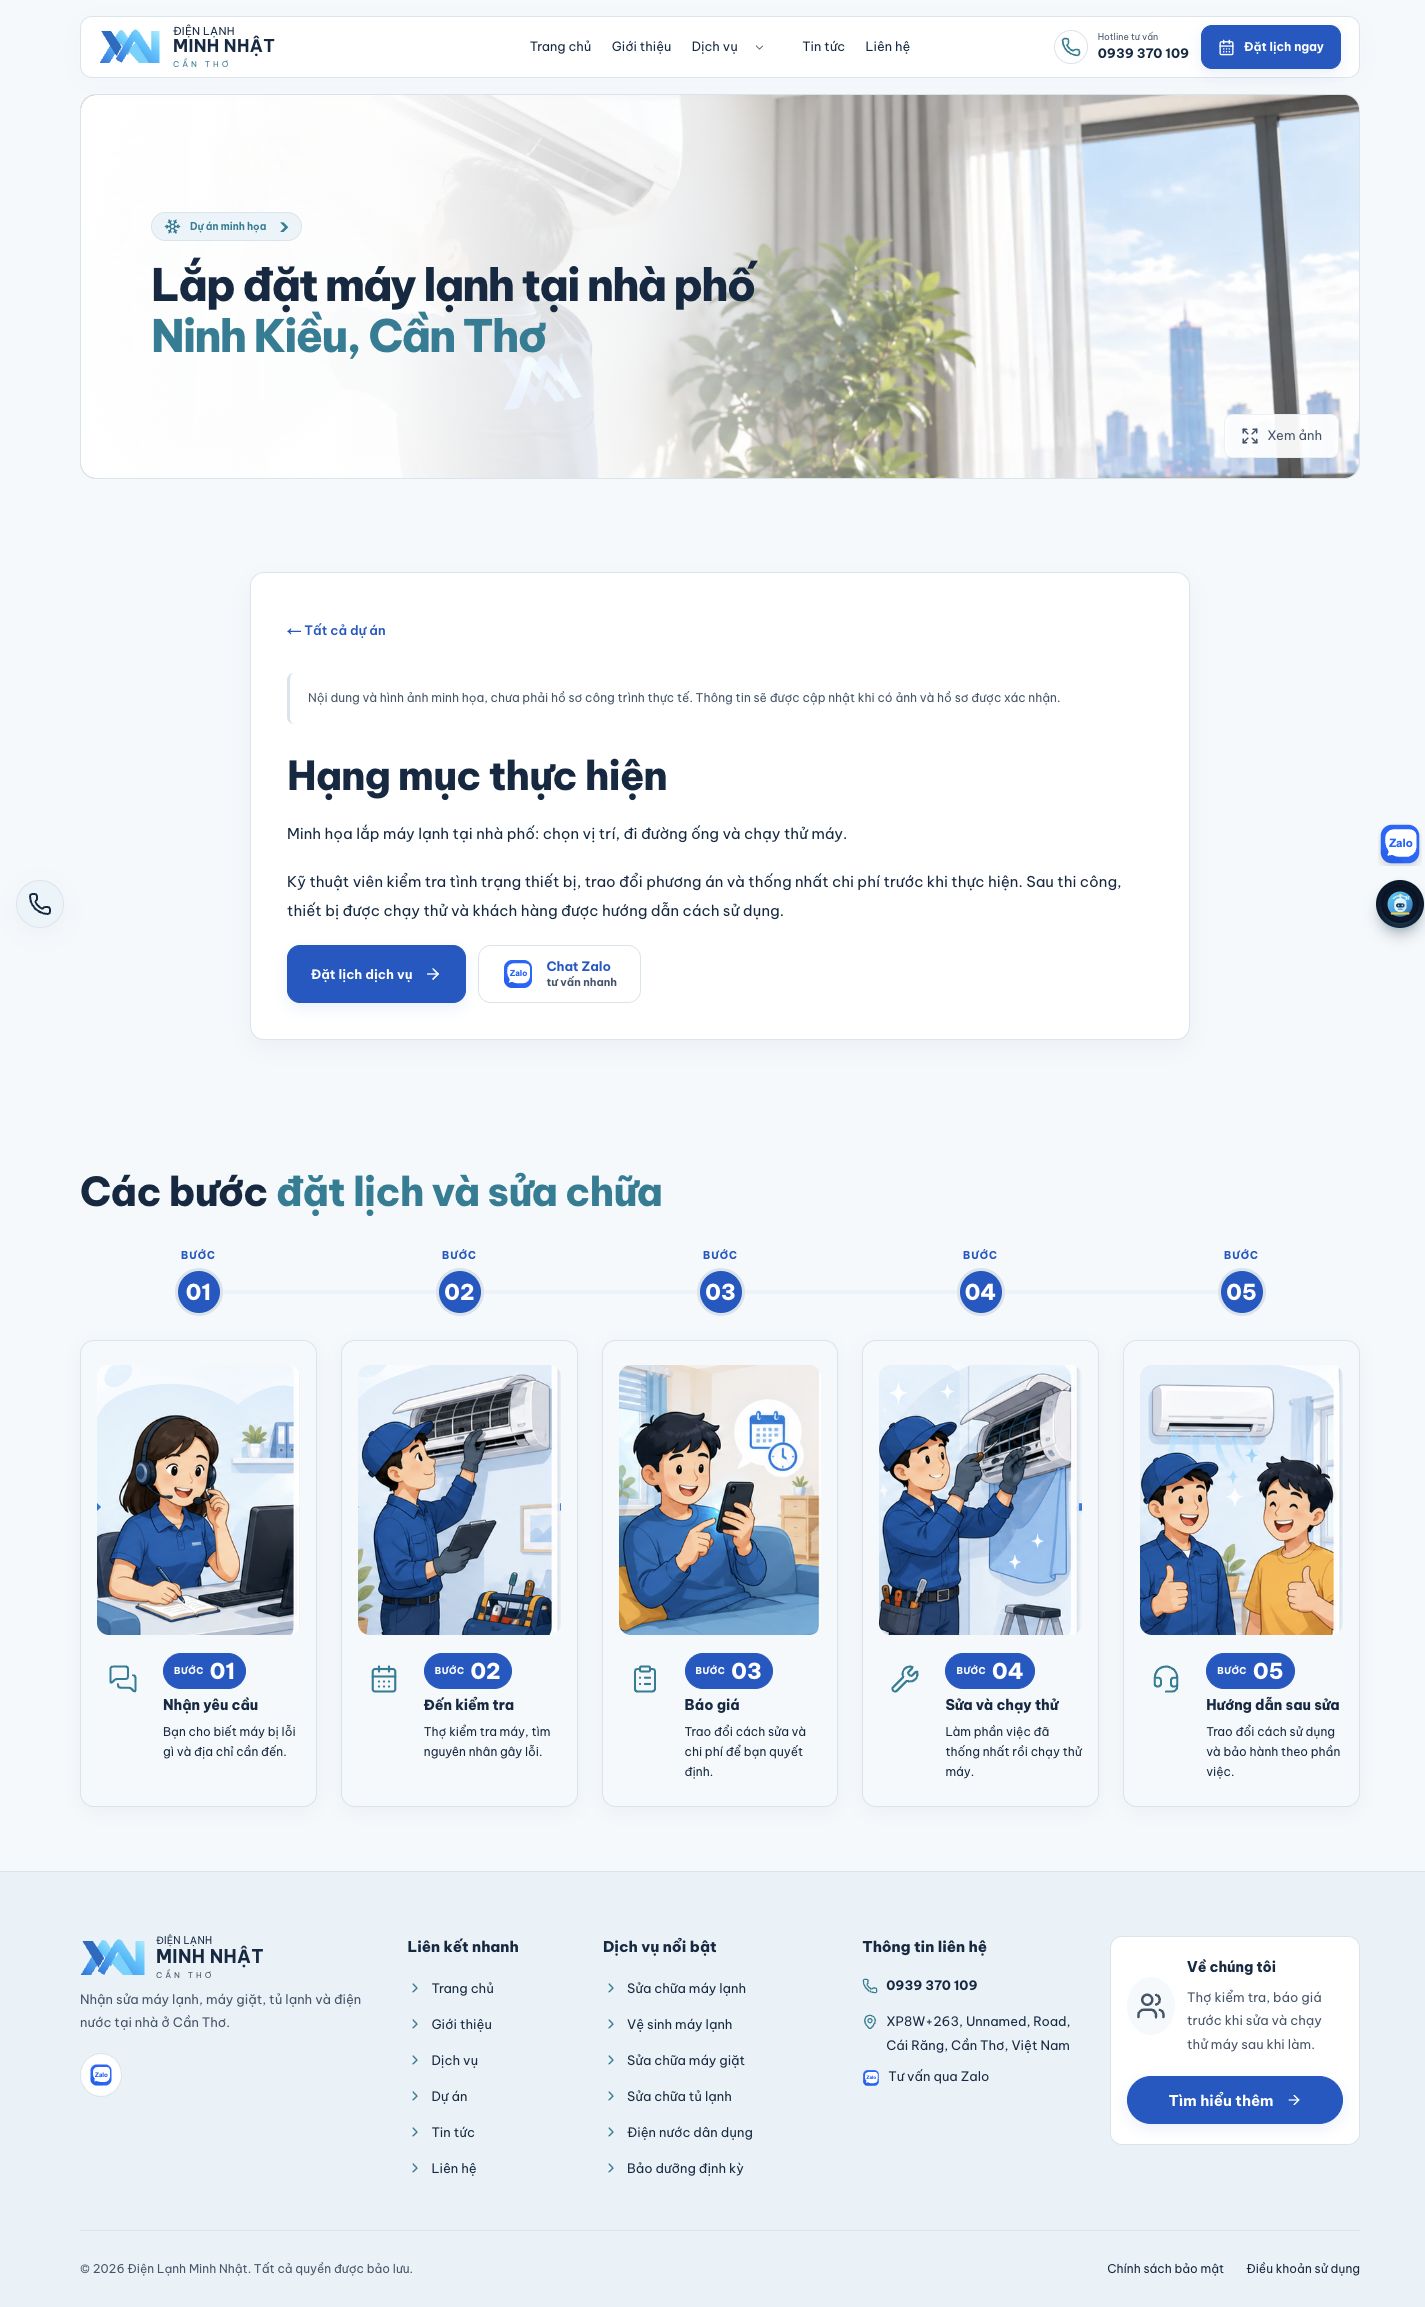 ĐIỆN LẠNH
MINH NHẬT
CẦN THƠ
Trang chủ
Giới thiệu
Dịch vụ
Tin tức
Liên hệ
Hotline tư vấn
0939 370 109
Đặt lịch ngay
Dự án minh họa
Lắp đặt máy lạnh tại nhà phố
Ninh Kiều, Cần Thơ
Xem ảnh
← Tất cả dự án
Nội dung và hình ảnh minh họa, chưa phải hồ sơ công trình thực tế. Thông tin sẽ được cập nhật khi có ảnh và hồ sơ được xác nhận.
Hạng mục thực hiện
Minh họa lắp máy lạnh tại nhà phố: chọn vị trí, đi đường ống và chạy thử máy.
Kỹ thuật viên kiểm tra tình trạng thiết bị, trao đổi phương án và thống nhất chi phí trước khi thực hiện. Sau thi công,
thiết bị được chạy thử và khách hàng được hướng dẫn cách sử dụng.
Đặt lịch dịch vụ
Zalo
Chat Zalo
tư vấn nhanh
Zalo
Các bước đặt lịch và sửa chữa
BƯỚC
01
BƯỚC
02
BƯỚC
03
BƯỚC
04
BƯỚC
05
BƯỚC 01
Nhận yêu cầu
Bạn cho biết máy bị lỗi
gì và địa chỉ cần đến.
BƯỚC 02
Đến kiểm tra
Thợ kiểm tra máy, tìm
nguyên nhân gây lỗi.
BƯỚC 03
Báo giá
Trao đổi cách sửa và
chi phí để bạn quyết
định.
BƯỚC 04
Sửa và chạy thử
Làm phần việc đã
thống nhất rồi chạy thử
máy.
BƯỚC 05
Hướng dẫn sau sửa
Trao đổi cách sử dụng
và bảo hành theo phần
việc.
ĐIỆN LẠNH
MINH NHẬT
CẦN THƠ
Nhận sửa máy lạnh, máy giặt, tủ lạnh và điện
nước tại nhà ở Cần Thơ.
Zalo
Liên kết nhanh
Trang chủ
Giới thiệu
Dịch vụ
Dự án
Tin tức
Liên hệ
Dịch vụ nổi bật
Sửa chữa máy lạnh
Vệ sinh máy lạnh
Sửa chữa máy giặt
Sửa chữa tủ lạnh
Điện nước dân dụng
Bảo dưỡng định kỳ
Thông tin liên hệ
0939 370 109
XP8W+263, Unnamed, Road,
Cái Răng, Cần Thơ, Việt Nam
Zalo
Tư vấn qua Zalo
Về chúng tôi
Thợ kiểm tra, báo giá
trước khi sửa và chạy
thử máy sau khi làm.
Tìm hiểu thêm
© 2026 Điện Lạnh Minh Nhật. Tất cả quyền được bảo lưu.
Chính sách bảo mật
Điều khoản sử dụng